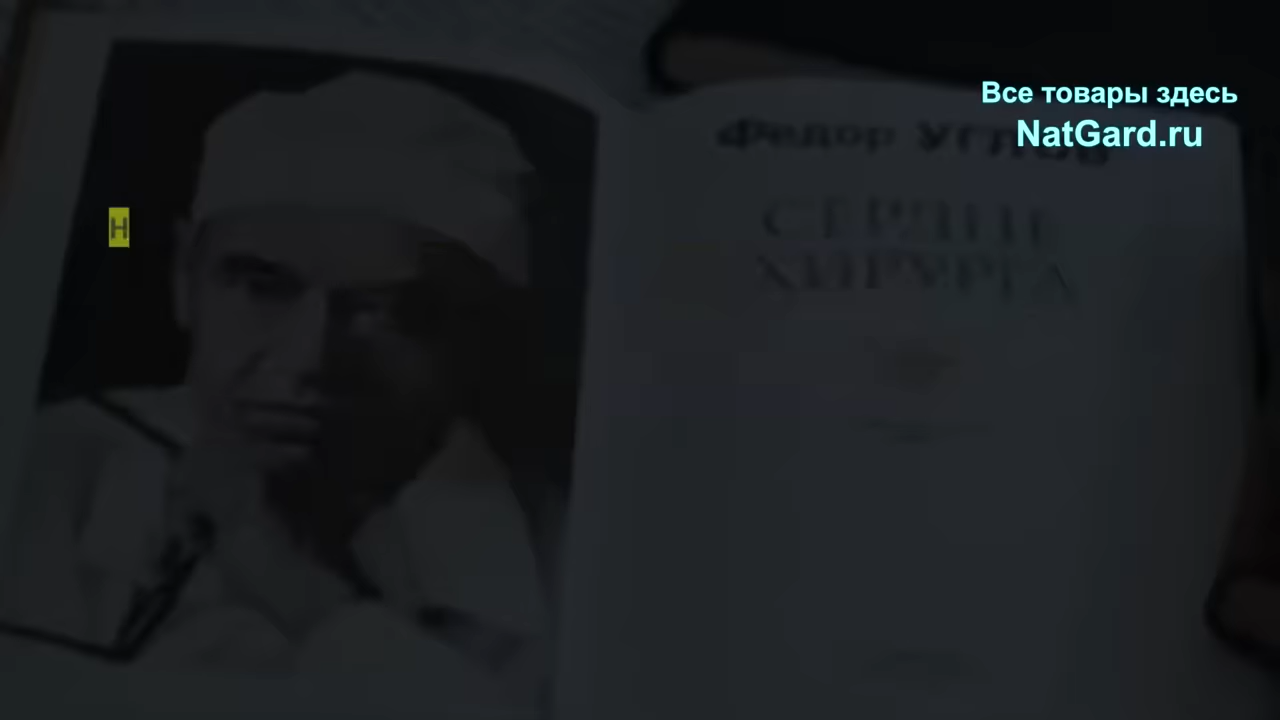 Все товары здесь
NatGard.ru
Федор Углов
СЕРДЦЕ
ХИРУРГА
Н